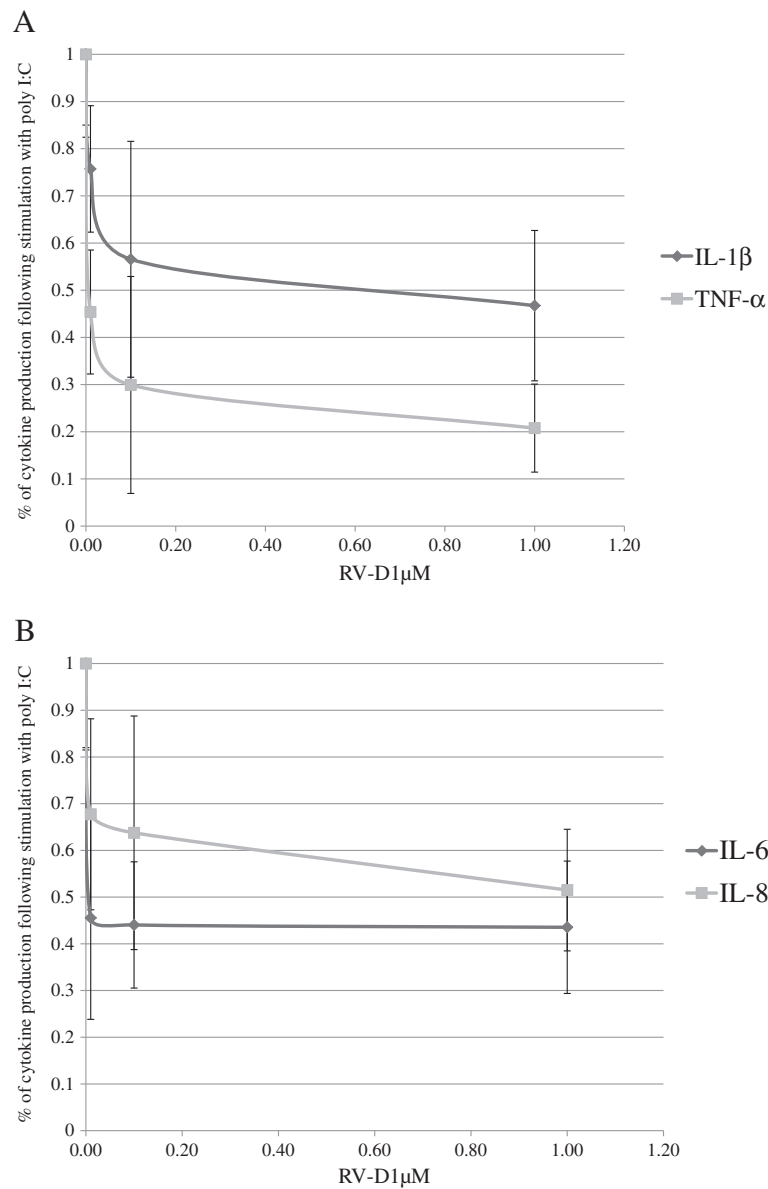 A
% of cytokine production following stimulation with poly I:C
1
0.9
0.8
0.7
0.6
0.5
0.4
0.3
0.2
0.1
0
0.00 0.20 0.40 0.60 0.80 1.00 1.20
RV-D1μM
IL-1β
TNF-α
B
% of cytokine production following stimulation with poly I:C
1
0.9
0.8
0.7
0.6
0.5
0.4
0.3
0.2
0.1
0
0.00 0.20 0.40 0.60 0.80 1.00 1.20
RV-D1μM
IL-6
IL-8